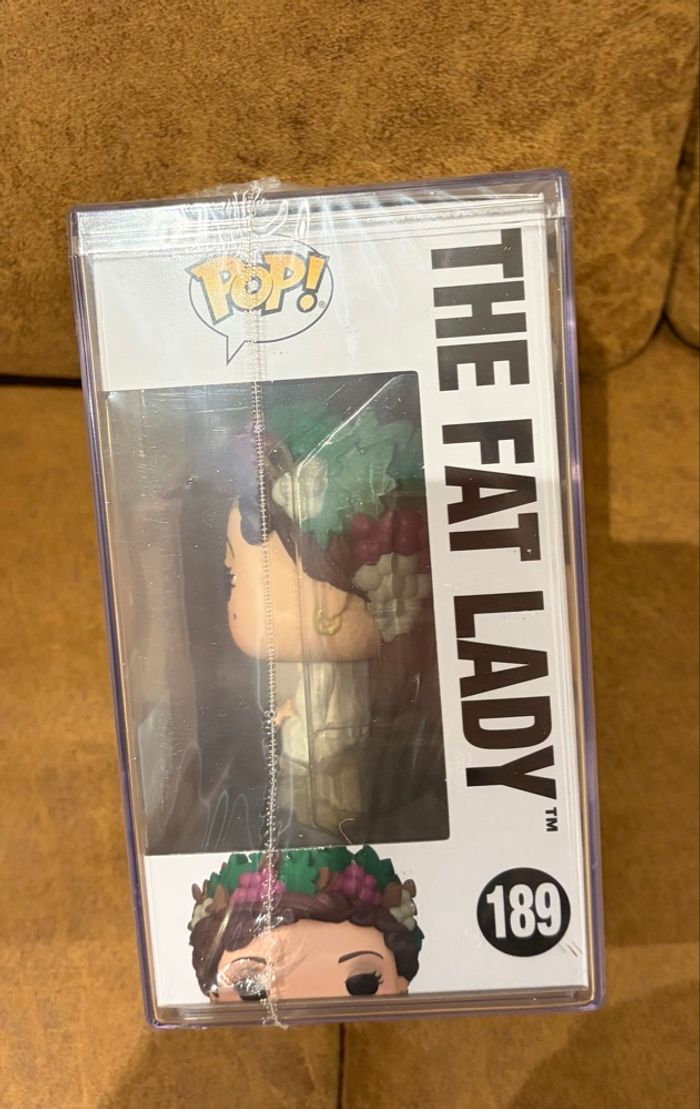 POP!
THE FAT LADY™
189